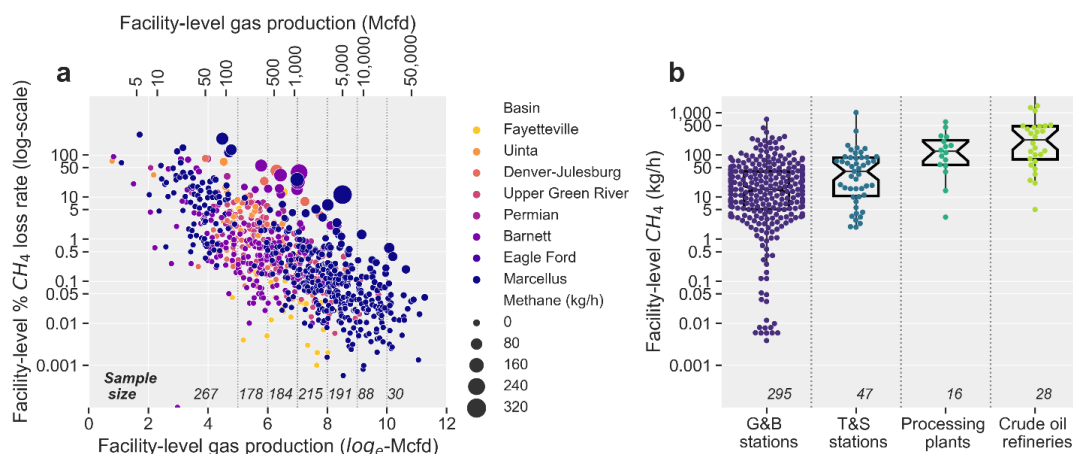 Facility-level gas production (Mcfd)
a
5
10
50
100
500
1,000
5,000
10,000
50,000
Facility-level % CH4 loss rate (log-scale)
100
50
10
5
1
0.5
0.1
0.05
0.01
0.001
Sample
size
267
178
184
215
191
88
30
0
2
4
6
8
10
12
Facility-level gas production (loge-Mcfd)
Basin
Fayetteville
Uinta
Denver-Julesburg
Upper Green River
Permian
Barnett
Eagle Ford
Marcellus
Methane (kg/h)
0
80
160
240
320
b
Facility-level CH4 (kg/h)
1,000
500
100
50
10
5
1
0.5
0.1
0.05
0.01
0.001
295
47
16
28
G&B
stations
T&S
stations
Processing
plants
Crude oil
refineries